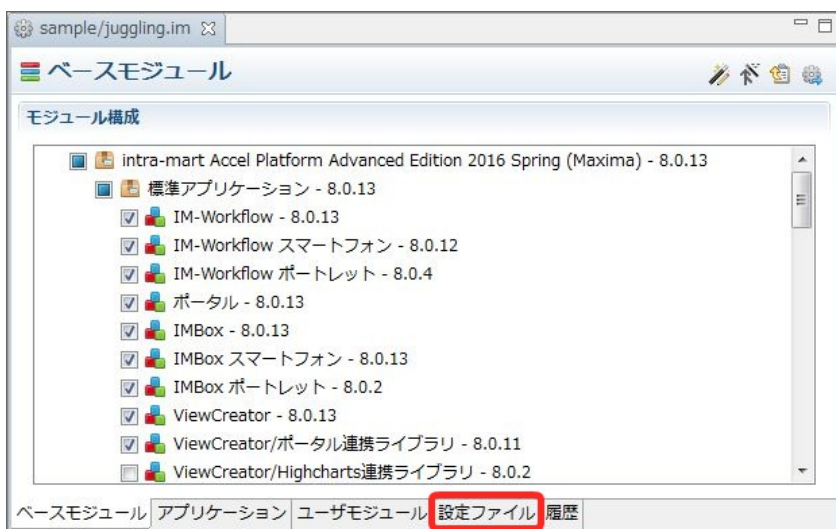 sample/juggling.im
ベースモジュール
モジュール構成
intra-mart Accel Platform Advanced Edition 2016 Spring (Maxima) - 8.0.13
標準アプリケーション - 8.0.13
IM-Workflow - 8.0.13
IM-Workflow スマートフォン - 8.0.12
IM-Workflow ポートレット - 8.0.4
ポータル - 8.0.13
IMBox - 8.0.13
IMBox スマートフォン - 8.0.13
IMBox ポートレット - 8.0.2
ViewCreator - 8.0.13
ViewCreator/ポータル連携ライブラリ - 8.0.11
ViewCreator/Highcharts連携ライブラリ - 8.0.2
ベースモジュール アプリケーション ユーザモジュール 設定ファイル 履歴